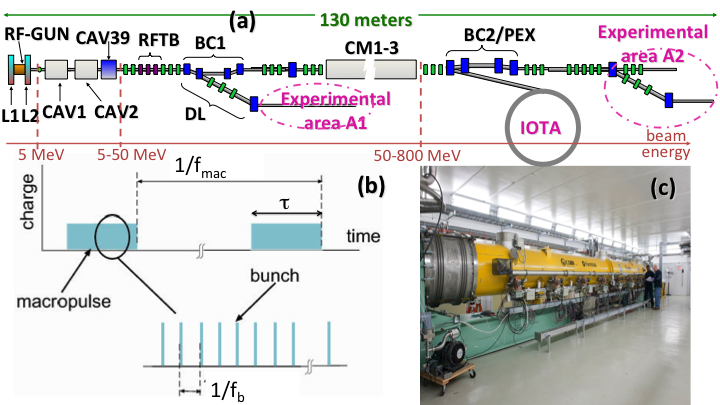 (a)
130 meters
RF-GUN
CAV39
RFTB
BC1
CM1-3
BC2/PEX
Experimental
area A2
L1
L2
CAV1
CAV2
DL
Experimental
area A1
IOTA
beam
energy
5 MeV
5-50 MeV
50-800 MeV
1/fmac
(b)
(c)
charge
τ
time
macropulse
bunch
1/fb